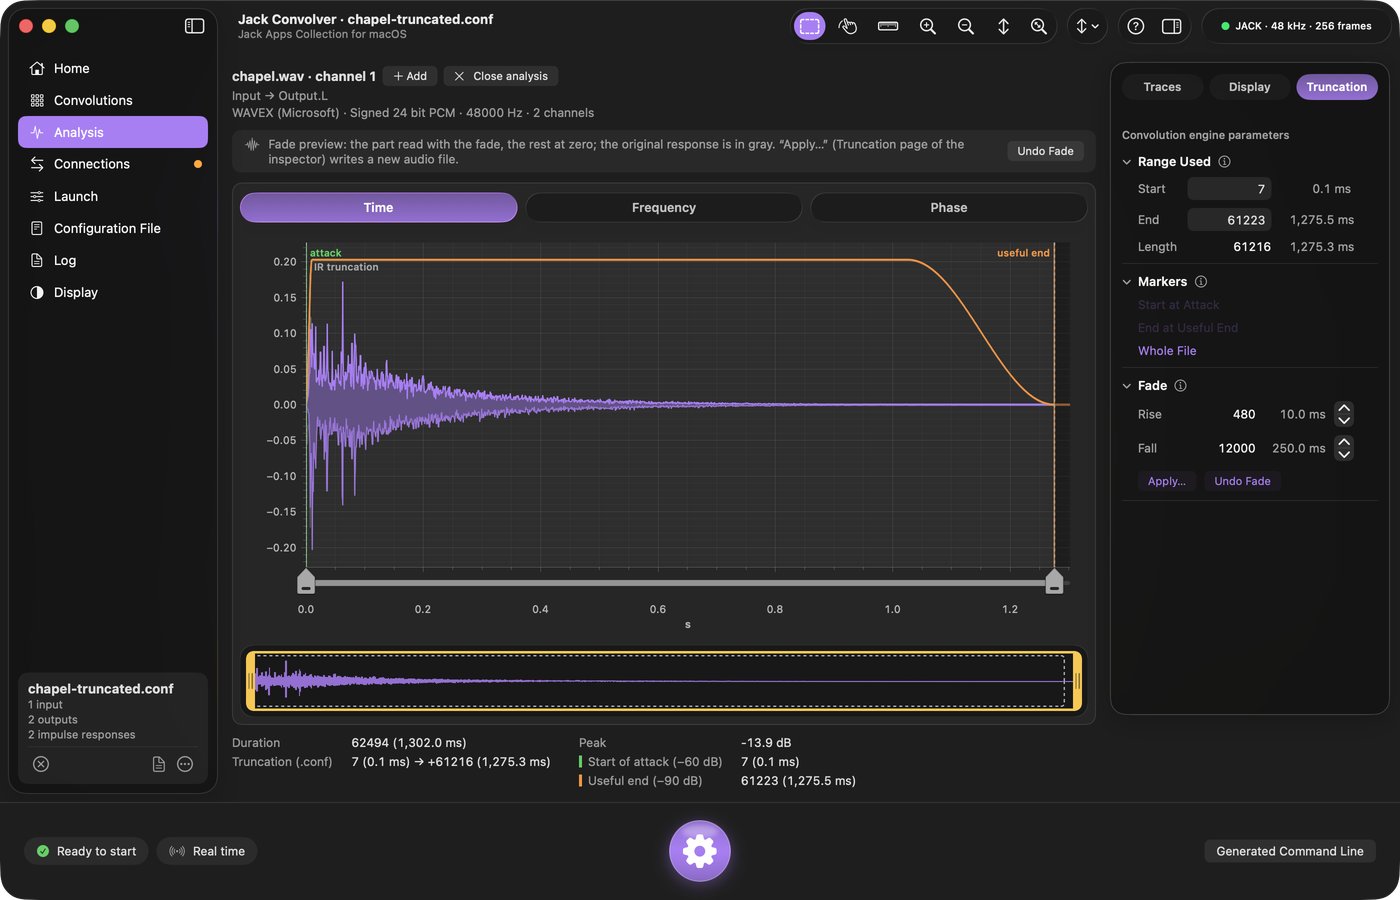 Jack Convolver · chapel-truncated.conf
Jack Apps Collection for macOS
JACK · 48 kHz · 256 frames
Home
Convolutions
Analysis
Connections
Launch
Configuration File
Log
Display
chapel-truncated.conf
1 input
2 outputs
2 impulse responses
chapel.wav · channel 1
Add
Close analysis
Input → Output.L
WAVEX (Microsoft) · Signed 24 bit PCM · 48000 Hz · 2 channels
Fade preview: the part read with the fade, the rest at zero; the original response is in gray. “Apply…” (Truncation page of the
inspector) writes a new audio file.
Undo Fade
Time
Frequency
Phase
attack
useful end
IR truncation
0.20
0.15
0.10
0.05
0.00
−0.05
−0.10
−0.15
−0.20
0.0
0.2
0.4
0.6
0.8
1.0
1.2
s
Duration
62494 (1,302.0 ms)
Peak
-13.9 dB
Truncation (.conf)
7 (0.1 ms) → +61216 (1,275.3 ms)
Start of attack (−60 dB)
7 (0.1 ms)
Useful end (−90 dB)
61223 (1,275.5 ms)
Traces
Display
Truncation
Convolution engine parameters
Range Used
Start
7
0.1 ms
End
61223
1,275.5 ms
Length
61216
1,275.3 ms
Markers
Start at Attack
End at Useful End
Whole File
Fade
Rise
480
10.0 ms
Fall
12000
250.0 ms
Apply…
Undo Fade
Ready to start
Real time
Generated Command Line